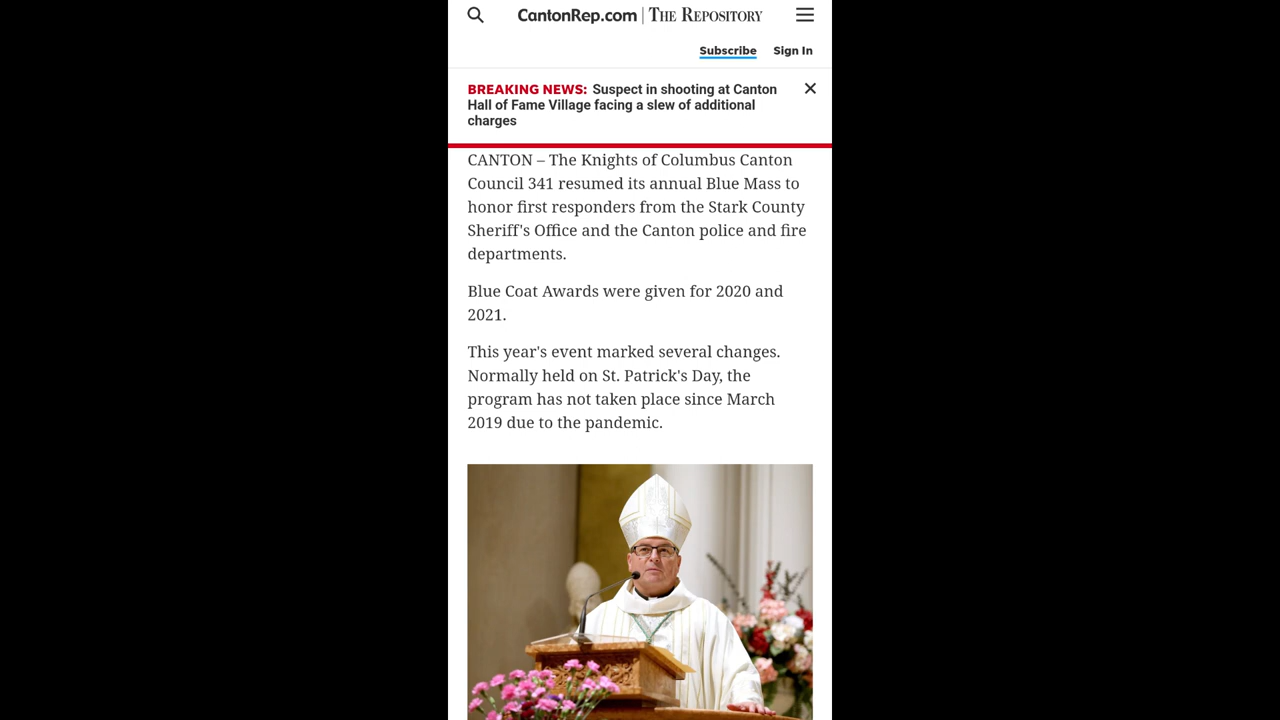 CantonRep.com | THE REPOSITORY
Subscribe Sign In
BREAKING NEWS: Suspect in shooting at Canton
Hall of Fame Village facing a slew of additional
charges
CANTON – The Knights of Columbus Canton
Council 341 resumed its annual Blue Mass to
honor first responders from the Stark County
Sheriff's Office and the Canton police and fire
departments.
Blue Coat Awards were given for 2020 and
2021.
This year's event marked several changes.
Normally held on St. Patrick's Day, the
program has not taken place since March
2019 due to the pandemic.